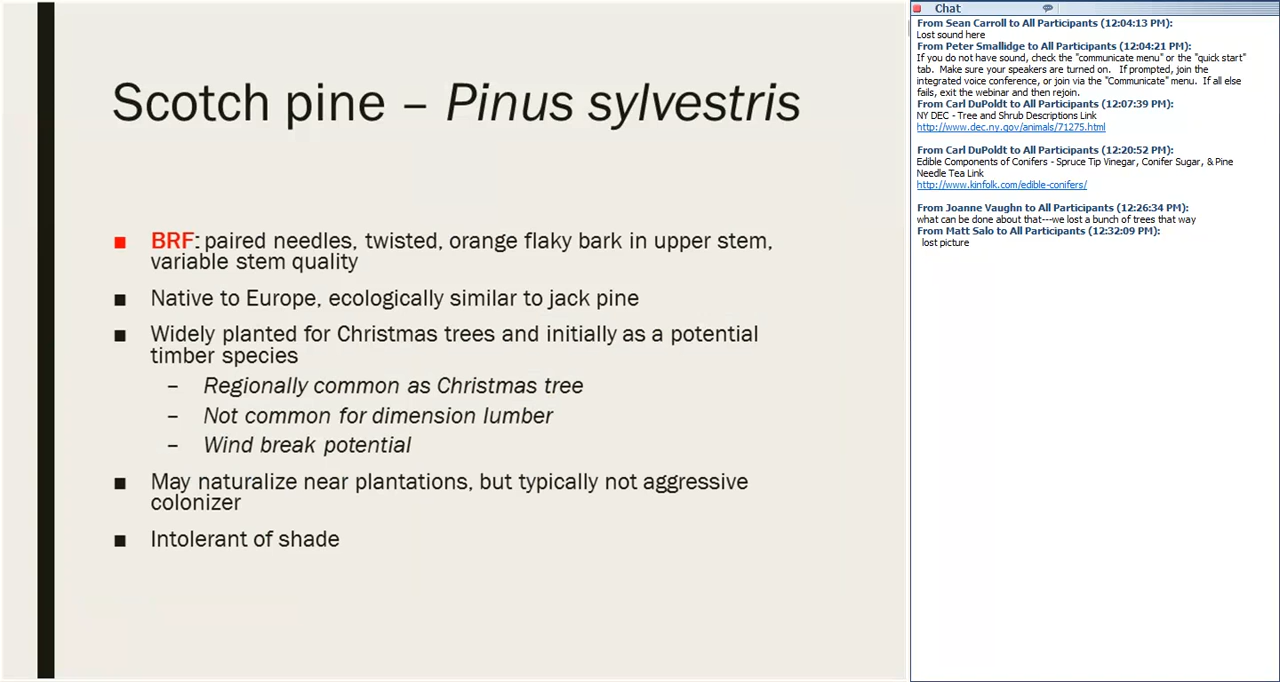 Scotch pine – Pinus sylvestris
■ BRF: paired needles, twisted, orange flaky bark in upper stem,
variable stem quality
■ Native to Europe, ecologically similar to jack pine
■ Widely planted for Christmas trees and initially as a potential
timber species
– Regionally common as Christmas tree
– Not common for dimension lumber
– Wind break potential
■ May naturalize near plantations, but typically not aggressive
colonizer
■ Intolerant of shade
Chat
From Sean Carroll to All Participants (12:04:13 PM):
Lost sound here
From Peter Smallidge to All Participants (12:04:21 PM):
If you do not have sound, check the "communicate menu" or the "quick start"
tab. Make sure your speakers are turned on. If prompted, join the
integrated voice conference, or join via the "Communicate" menu. If all else
fails, exit the webinar and then rejoin.
From Carl DuPoldt to All Participants (12:07:39 PM):
NY DEC - Tree and Shrub Descriptions Link
http://www.dec.ny.gov/animals/71275.html
From Carl DuPoldt to All Participants (12:20:52 PM):
Edible Components of Conifers - Spruce Tip Vinegar, Conifer Sugar, & Pine
Needle Tea Link
http://www.kinfolk.com/edible-conifers/
From Joanne Vaughn to All Participants (12:26:34 PM):
what can be done about that---we lost a bunch of trees that way
From Matt Salo to All Participants (12:32:09 PM):
lost picture